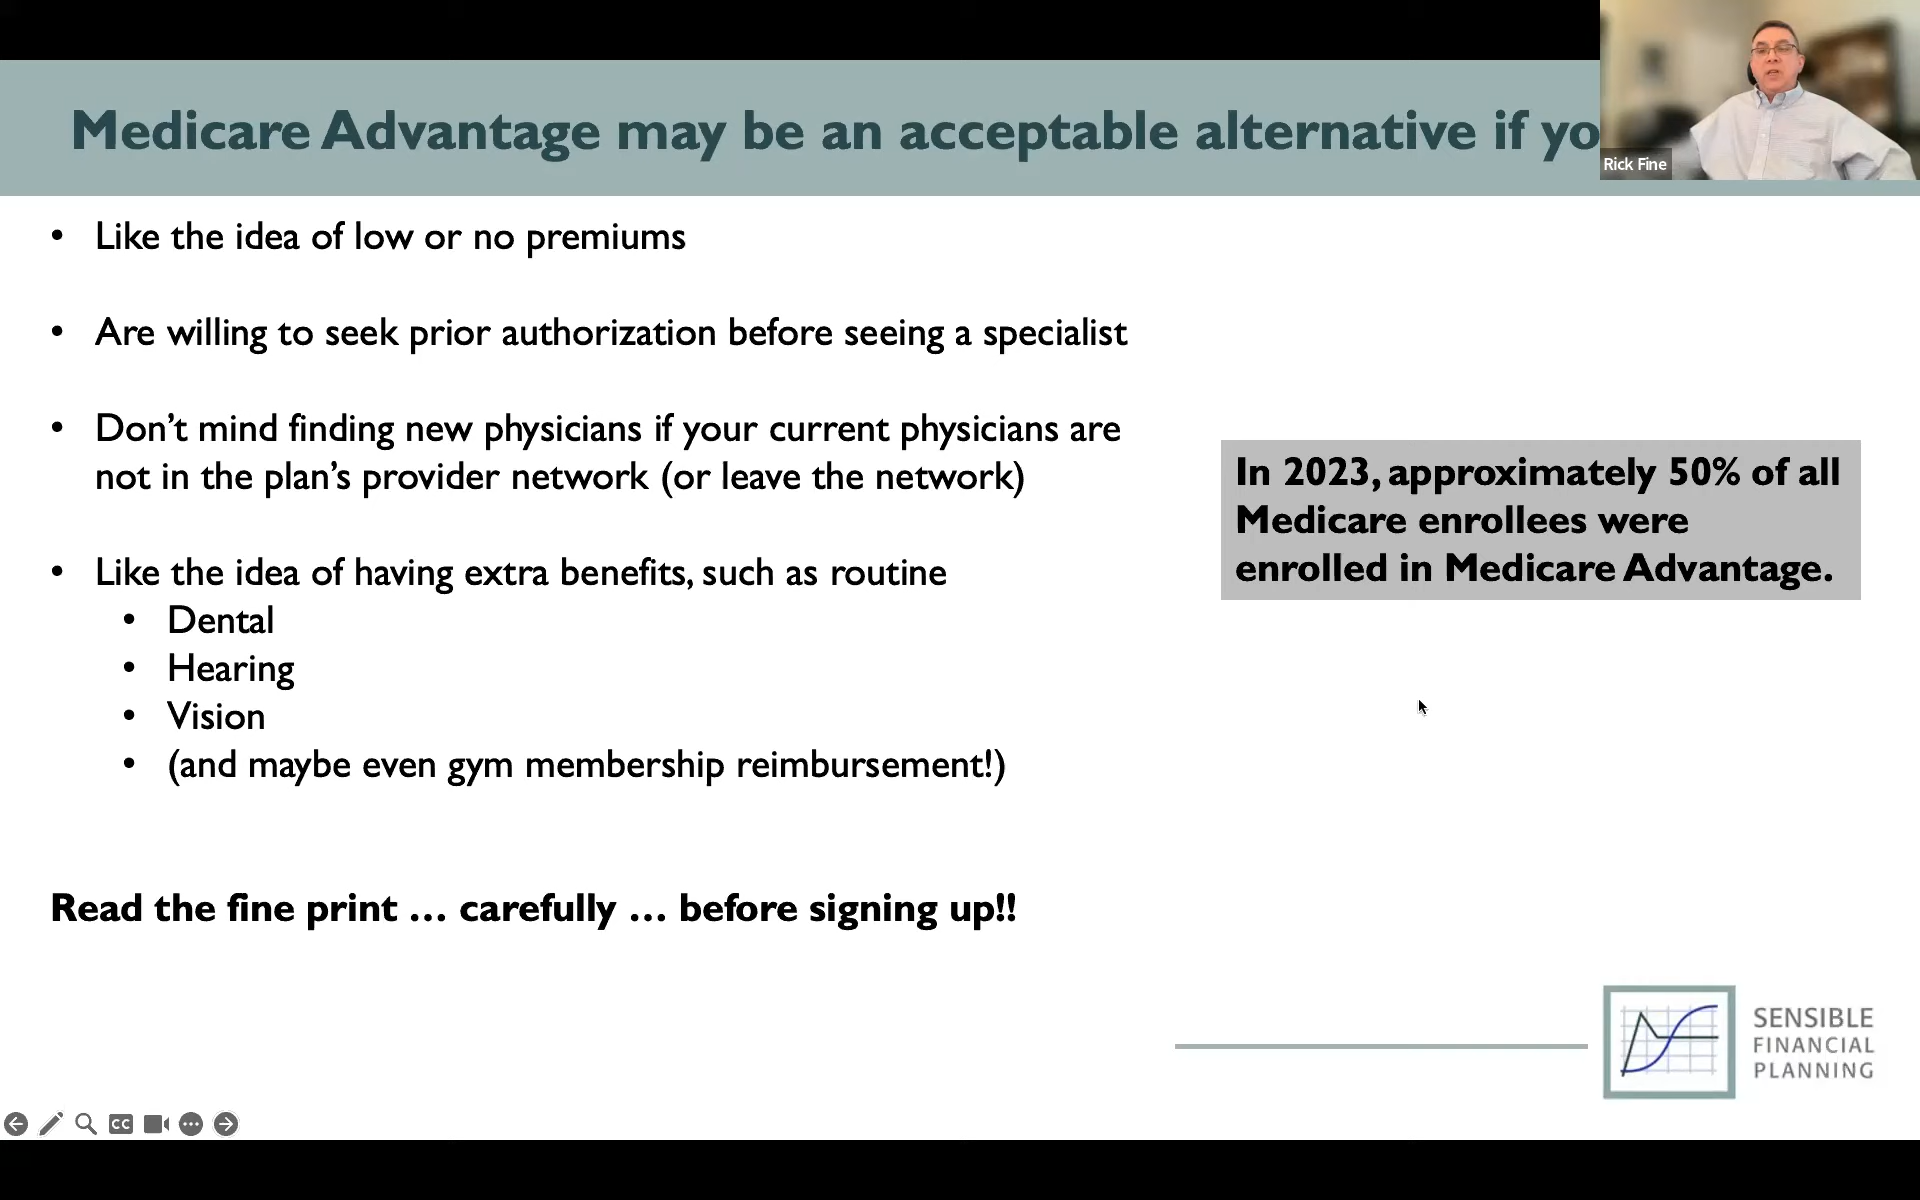 Medicare Advantage may be an acceptable alternative if yo
Rick Fine
• Like the idea of low or no premiums
• Are willing to seek prior authorization before seeing a specialist
• Don’t mind finding new physicians if your current physicians are
not in the plan’s provider network (or leave the network)
• Like the idea of having extra benefits, such as routine
• Dental
• Hearing
• Vision
• (and maybe even gym membership reimbursement!)
In 2023, approximately 50% of all
Medicare enrollees were
enrolled in Medicare Advantage.
Read the fine print … carefully … before signing up!!
SENSIBLE
FINANCIAL
PLANNING
CC